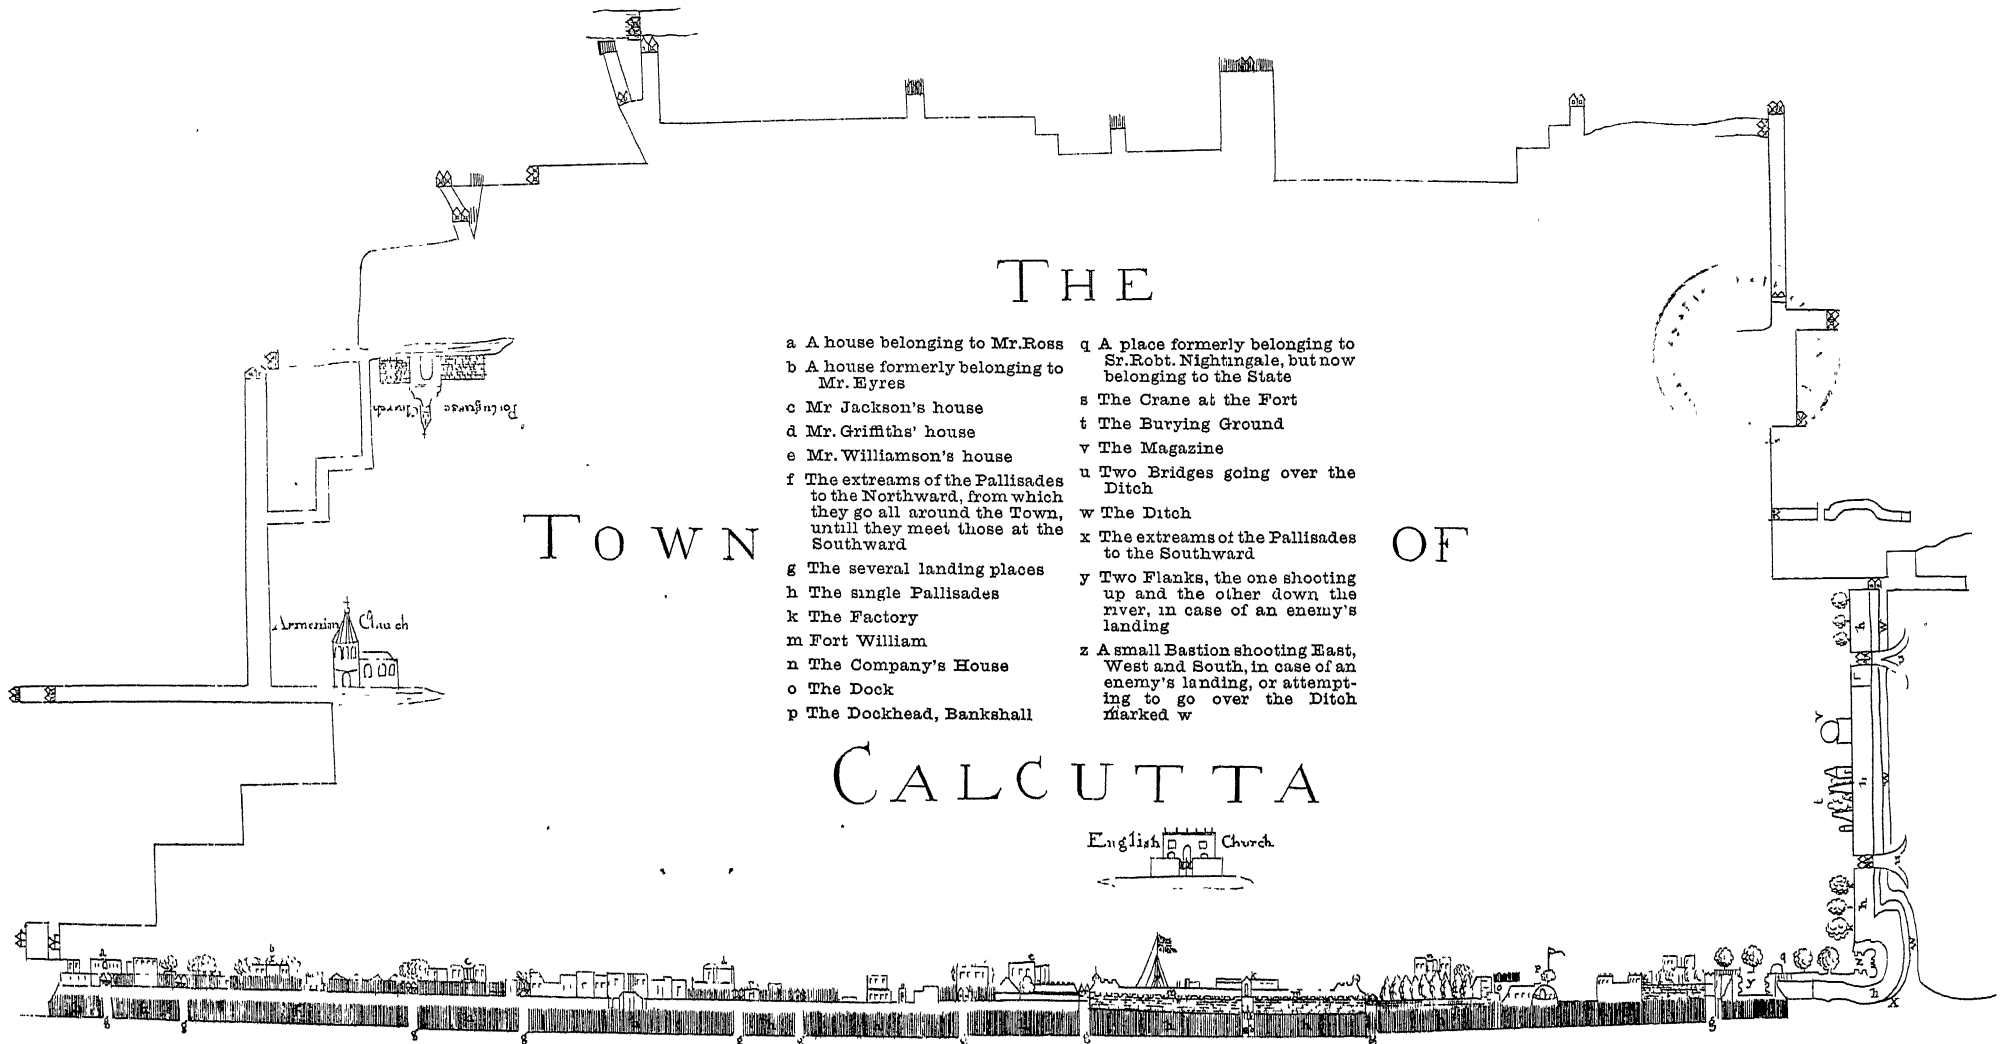 THE
a A house belonging to Mr. Ross
b A house formerly belonging to
Mr. Eyres
c Mr Jackson's house
d Mr. Griffiths' house
e Mr. Williamson's house
f The extreams of the Pallisades
to the Northward, from which
they go all around the Town,
untill they meet those at the
Southward
g The several landing places
h The single Pallisades
k The Factory
m Fort William
n The Company's House
o The Dock
p The Dockhead, Bankshall
q A place formerly belonging to
Sr. Robt. Nightingale, but now
belonging to the State
s The Crane at the Fort
t The Burying Ground
v The Magazine
u Two Bridges going over the
Ditch
w The Ditch
x The extreams of the Pallisades
to the Southward
y Two Flanks, the one shooting
up and the other down the
river, in case of an enemy's
landing
z A small Bastion shooting East,
West and South, in case of an
enemy's landing, or attempt-
ing to go over the Ditch
marked w
TOWN OF
CALCUTTA
Portuguese Church
Armenian Church
English Church